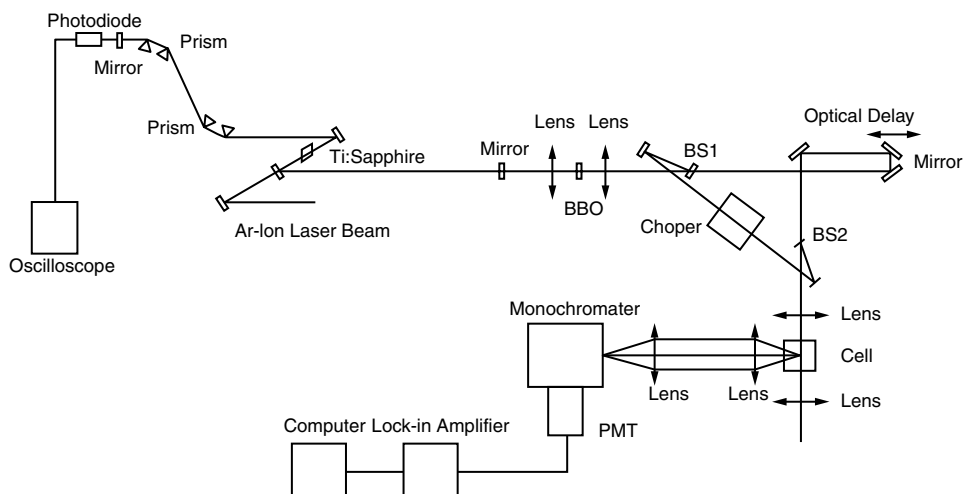 Photodiode
Prism
Mirror
Prism
Ti:Sapphire
Ar-Ion Laser Beam
Oscilloscope
Mirror
Lens
Lens
BBO
BS1
Optical Delay
Mirror
Choper
BS2
Monochromater
Lens
Cell
Lens
Lens
Lens
PMT
Computer Lock-in Amplifier